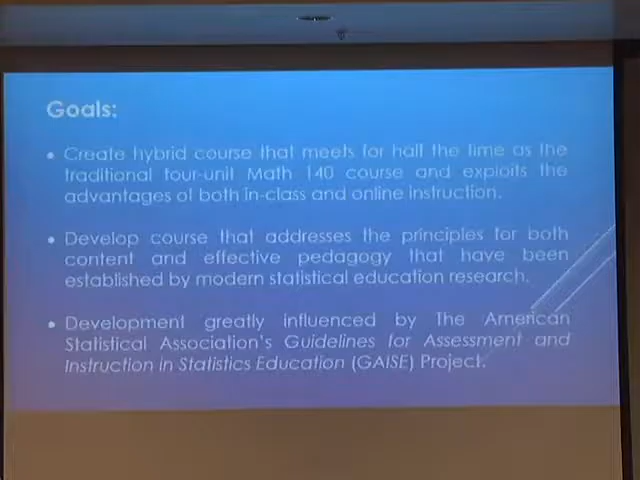 Goals:
• Create hybrid course that meets for half the time as the
traditional four-unit Math 140 course and exploits the
advantages of both in-class and online instruction.
• Develop course that addresses the principles for both
content and effective pedagogy that have been
established by modern statistical education research.
• Development greatly influenced by The American
Statistical Association's Guidelines for Assessment and
Instruction in Statistics Education (GAISE) Project.